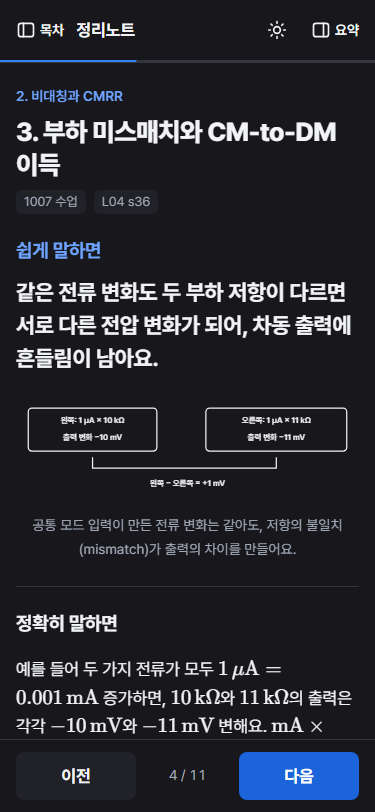 목차 정리노트 요약
2. 비대칭과 CMRR
3. 부하 미스매치와 CM-to-DM
이득
1007 수업 L04 s36
쉽게 말하면
같은 전류 변화도 두 부하 저항이 다르면
서로 다른 전압 변화가 되어, 차동 출력에
흔들림이 남아요.
왼쪽: 1 μA × 10 kΩ
출력 변화 −10 mV
오른쪽: 1 μA × 11 kΩ
출력 변화 −11 mV
왼쪽 − 오른쪽 = +1 mV
공통 모드 입력이 만든 전류 변화는 같아도, 저항의 불일치
(mismatch)가 출력의 차이를 만들어요.
정확히 말하면
예를 들어 두 가지 전류가 모두 1 μA =
0.001 mA 증가하면, 10 kΩ와 11 kΩ의 출력은
각각 −10 mV와 −11 mV 변해요. mA ×
이전 4 / 11 다음